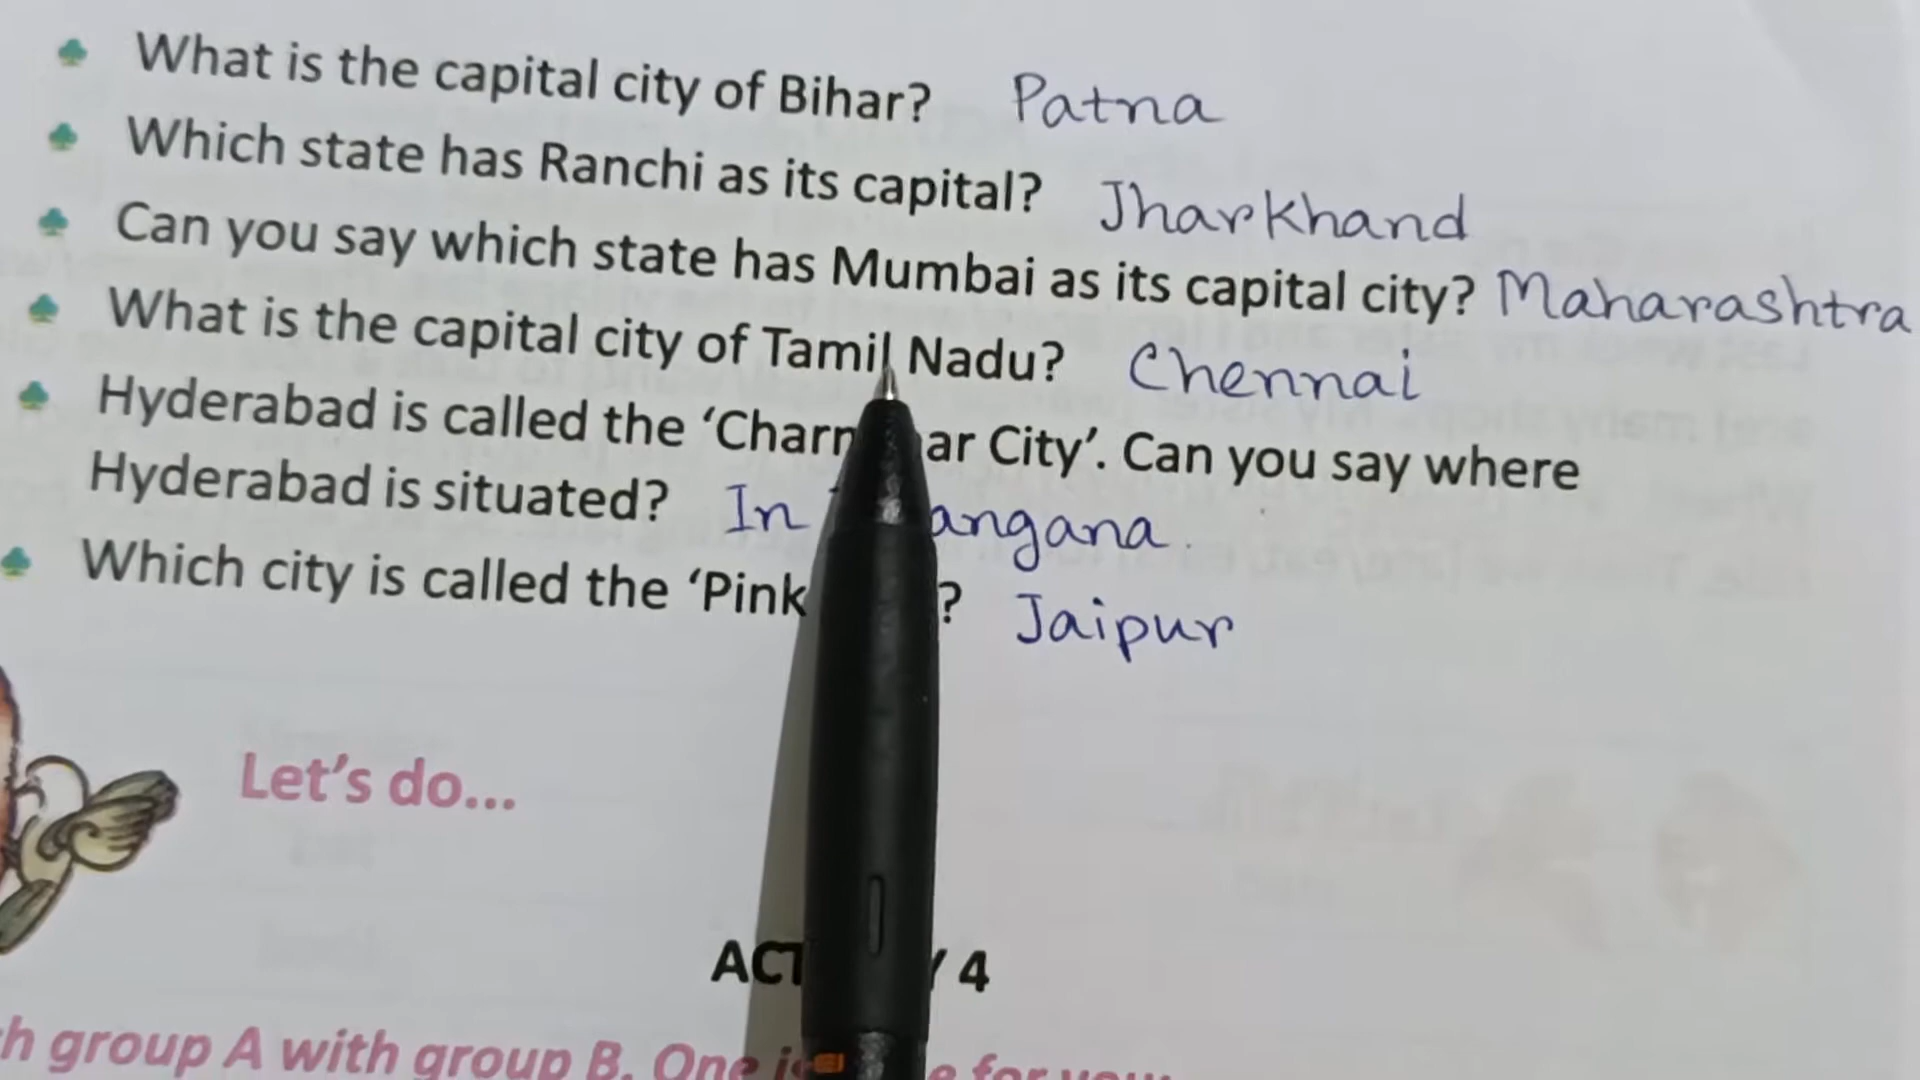 What is the capital city of Bihar? Patna
Which state has Ranchi as its capital? Jharkhand
Can you say which state has Mumbai as its capital city? Maharashtra
What is the capital city of Tamil Nadu? Chennai
Hyderabad is called the ‘Charm ar City’. Can you say where
Hyderabad is situated? In angana.
Which city is called the ‘Pink ? Jaipur
Let's do...
ACT 4
h group A with group B. One is for you.